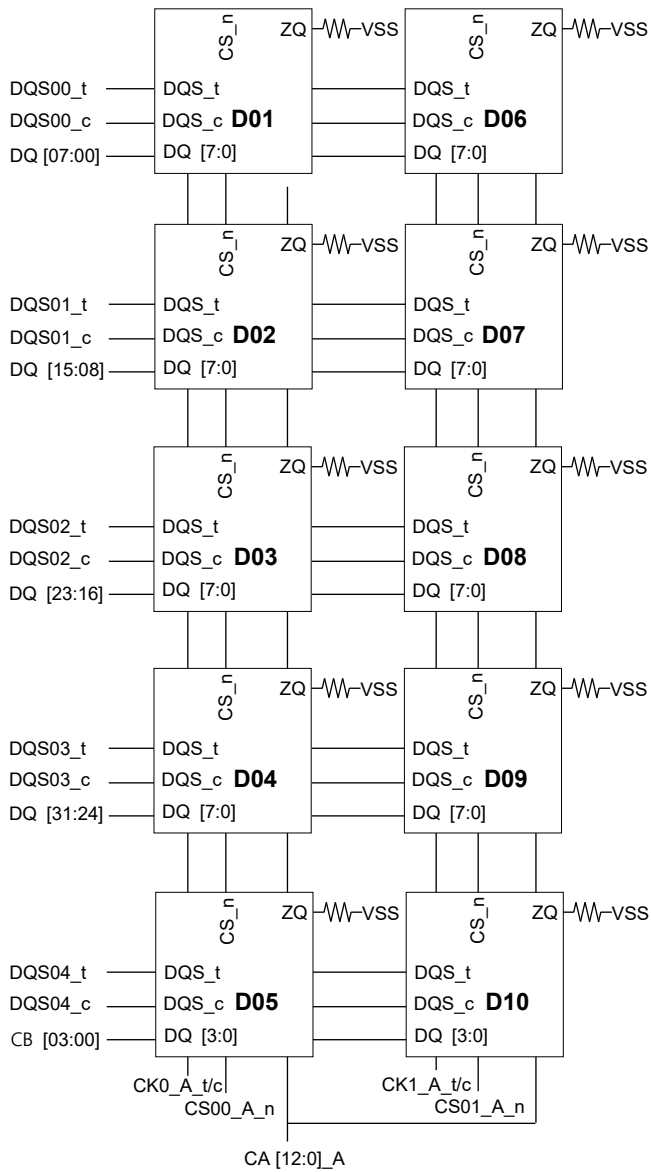 CS_n ZQ VSS CS_n ZQ VSS
DQS00_t DQS_t DQS_t
DQS00_c DQS_c D01 DQS_c D06
DQ [07:00] DQ [7:0] DQ [7:0]
CS_n ZQ VSS CS_n ZQ VSS
DQS01_t DQS_t DQS_t
DQS01_c DQS_c D02 DQS_c D07
DQ [15:08] DQ [7:0] DQ [7:0]
CS_n ZQ VSS CS_n ZQ VSS
DQS02_t DQS_t DQS_t
DQS02_c DQS_c D03 DQS_c D08
DQ [23:16] DQ [7:0] DQ [7:0]
CS_n ZQ VSS CS_n ZQ VSS
DQS03_t DQS_t DQS_t
DQS03_c DQS_c D04 DQS_c D09
DQ [31:24] DQ [7:0] DQ [7:0]
CS_n ZQ VSS CS_n ZQ VSS
DQS04_t DQS_t DQS_t
DQS04_c DQS_c D05 DQS_c D10
CB [03:00] DQ [3:0] DQ [3:0]
CK0_A_t/c CK1_A_t/c
CS00_A_n CS01_A_n
CA [12:0]_A